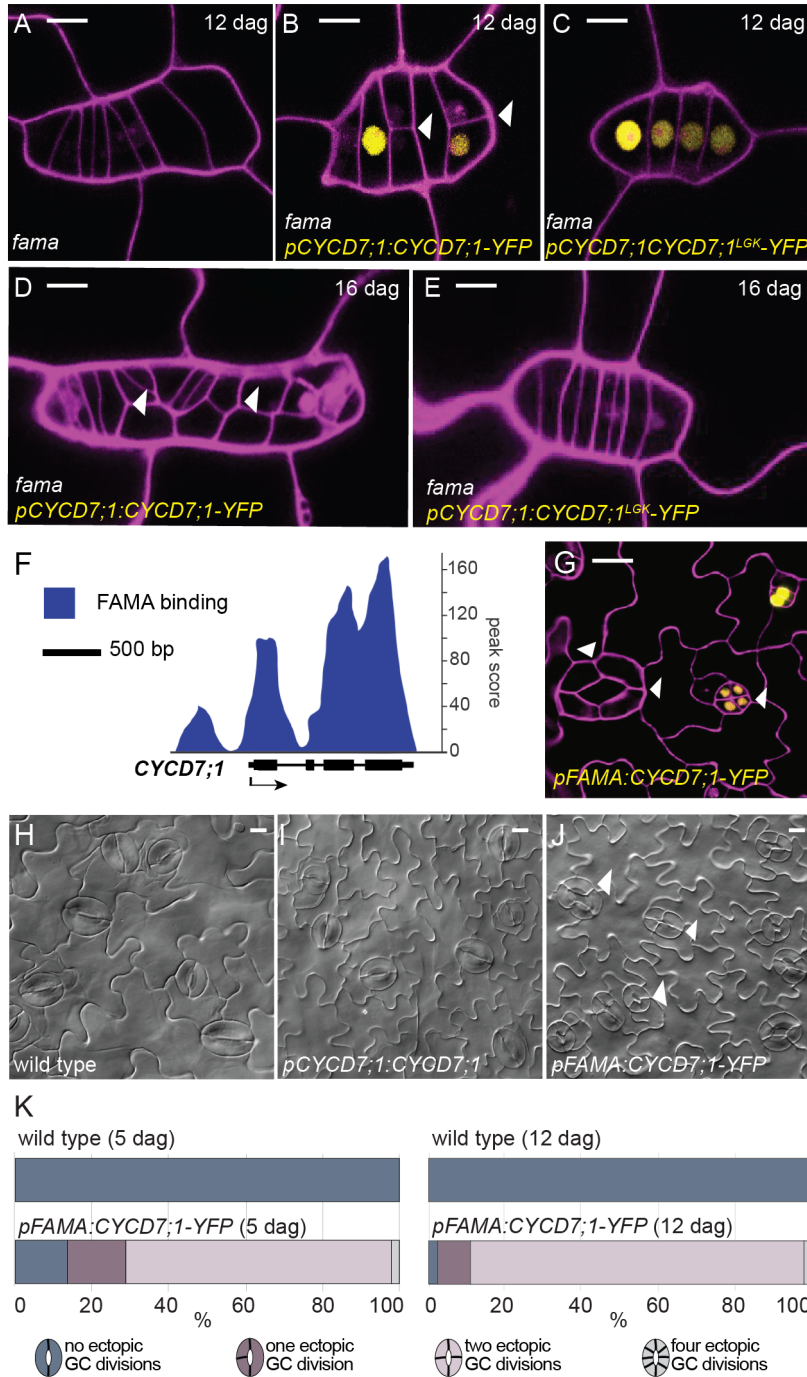 A 12 dag
fama
B 12 dag
fama
pCYCD7;1:CYCD7;1-YFP
C 12 dag
fama
pCYCD7;1CYCD7;1LGK-YFP
D 16 dag
fama
pCYCD7;1:CYCD7;1-YFP
E 16 dag
fama
pCYCD7;1:CYCD7;1LGK-YFP
F
FAMA binding
500 bp
160
120
80
40
0
peak score
CYCD7;1
G
pFAMA:CYCD7;1-YFP
H
wild type
I
pCYCD7;1:CYCD7;1
J
pFAMA:CYCD7;1-YFP
K
wild type (5 dag)
pFAMA:CYCD7;1-YFP (5 dag)
0 20 40 60 80 100
%
wild type (12 dag)
pFAMA:CYCD7;1-YFP (12 dag)
0 20 40 60 80 100
%
no ectopic
GC divisions
one ectopic
GC division
two ectopic
GC divisions
four ectopic
GC divisions